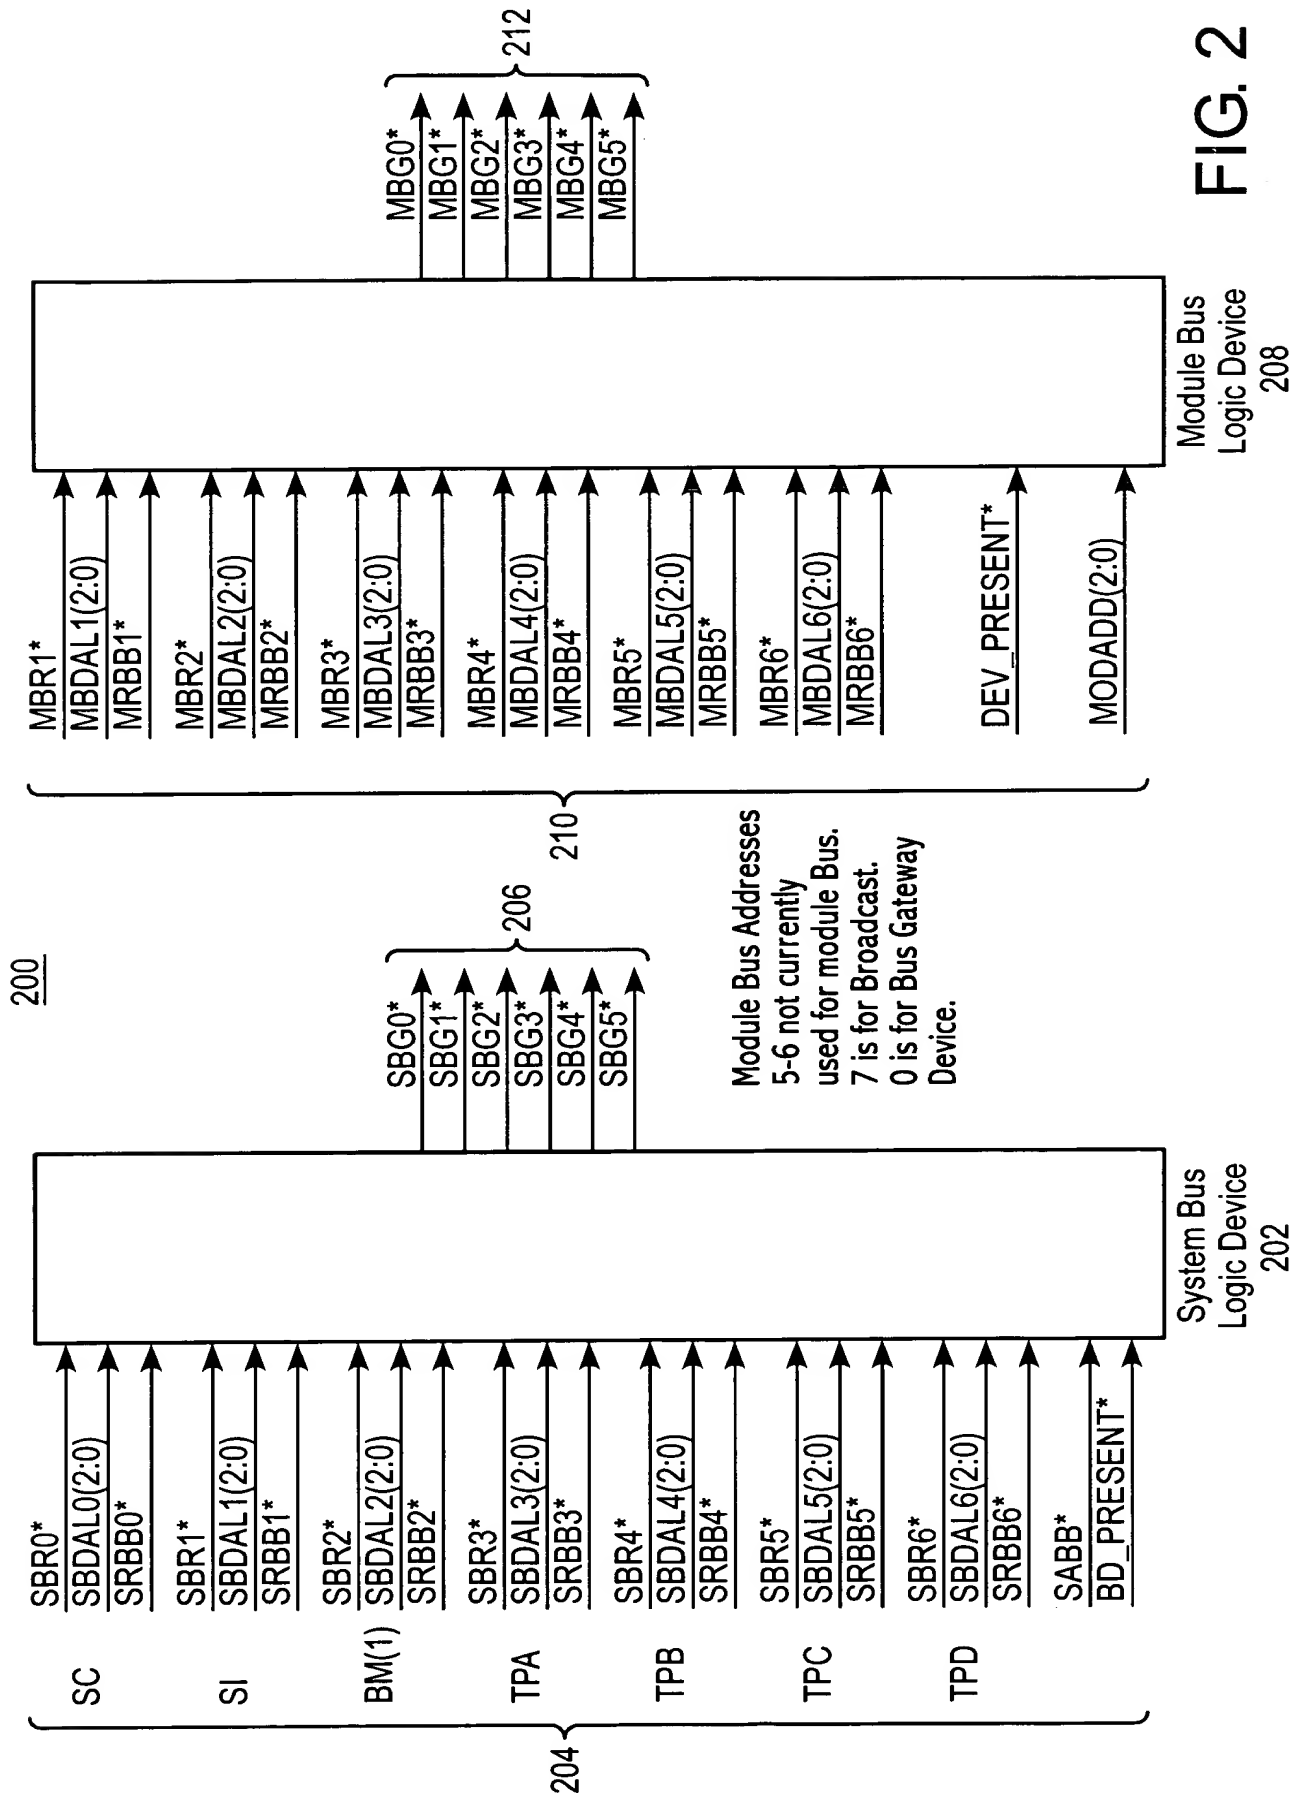 200
SC
SBR0*
SBDAL0(2:0)
SRBB0*
SI
SBR1*
SBDAL1(2:0)
SRBB1*
BM(1)
SBR2*
SBDAL2(2:0)
SRBB2*
TPA
SBR3*
SBDAL3(2:0)
SRBB3*
TPB
SBR4*
SBDAL4(2:0)
SRBB4*
TPC
SBR5*
SBDAL5(2:0)
SRBB5*
TPD
SBR6*
SBDAL6(2:0)
SRBB6*
SABB*
BD_PRESENT*
204
SBG0*
SBG1*
SBG2*
SBG3*
SBG4*
SBG5*
206
System Bus
Logic Device
202
Module Bus Addresses
5-6 not currently
used for module Bus.
7 is for Broadcast.
0 is for Bus Gateway
Device.
MBR1*
MBDAL1(2:0)
MRBB1*
MBR2*
MBDAL2(2:0)
MRBB2*
MBR3*
MBDAL3(2:0)
MRBB3*
MBR4*
MBDAL4(2:0)
MRBB4*
MBR5*
MBDAL5(2:0)
MRBB5*
MBR6*
MBDAL6(2:0)
MRBB6*
DEV_PRESENT*
MODADD(2:0)
210
MBG0*
MBG1*
MBG2*
MBG3*
MBG4*
MBG5*
212
Module Bus
Logic Device
208
FIG. 2